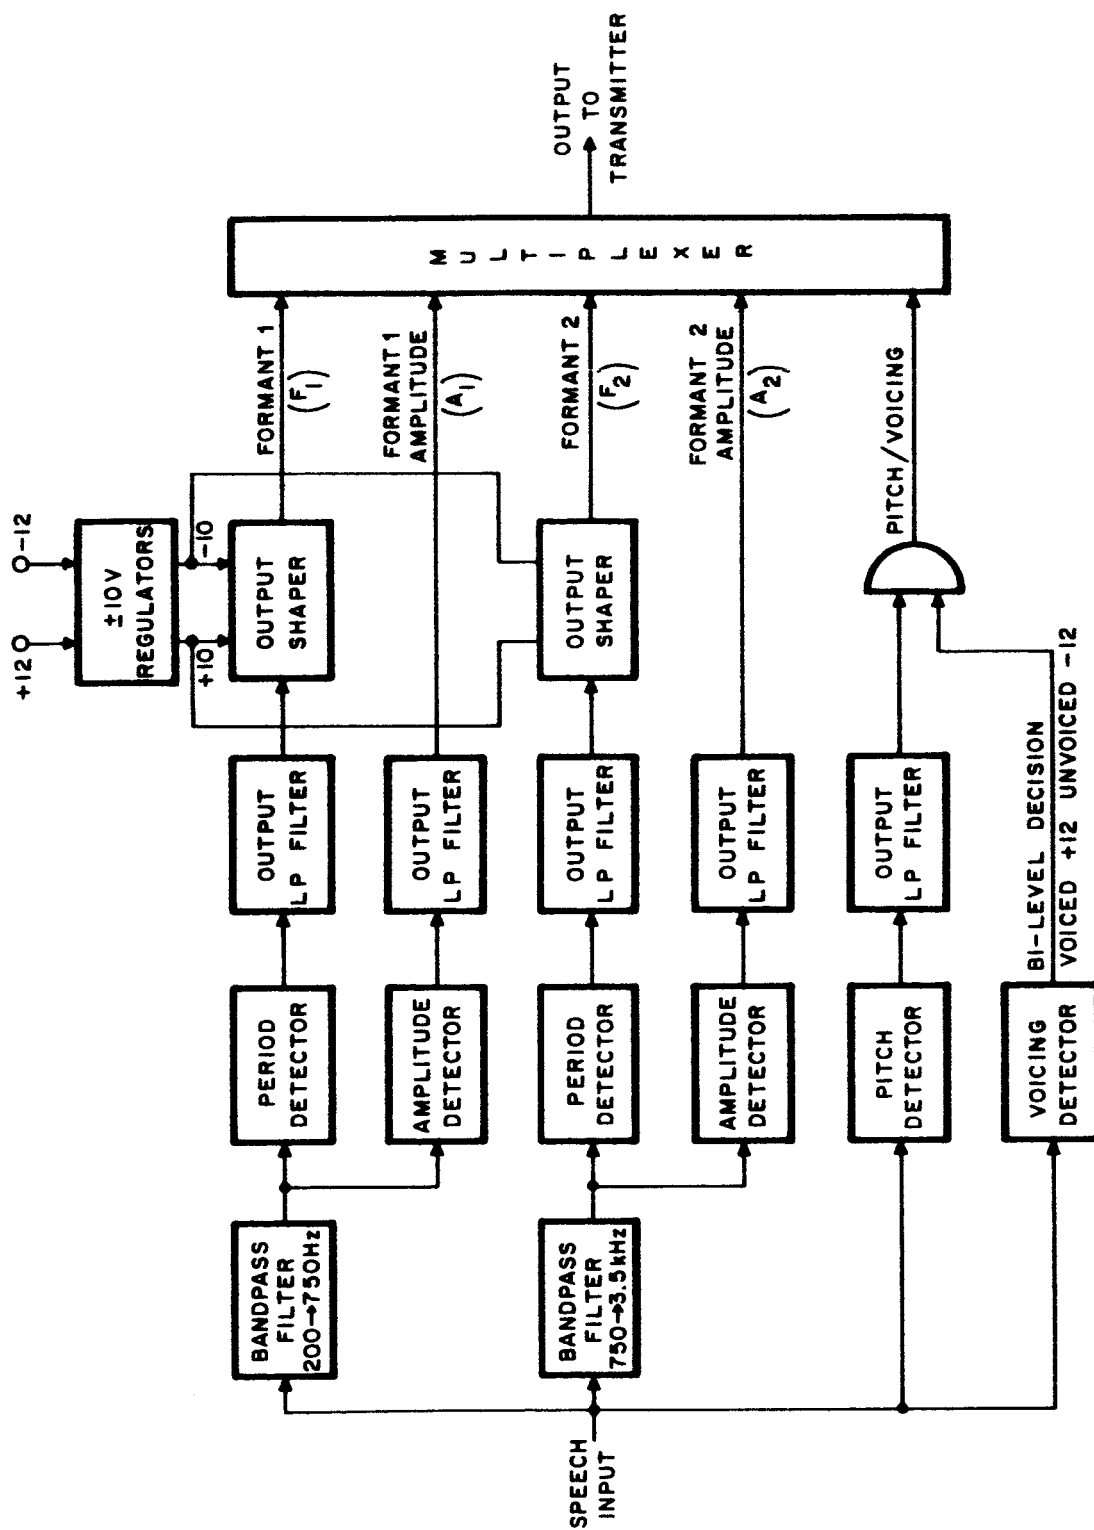 +12
-12
±10V
REGULATORS
+10
-10
SPEECH
INPUT
BANDPASS
FILTER
200→750Hz
PERIOD
DETECTOR
OUTPUT
LP FILTER
OUTPUT
SHAPER
FORMANT 1
(F1)
AMPLITUDE
DETECTOR
OUTPUT
LP FILTER
FORMANT 1
AMPLITUDE
(A1)
BANDPASS
FILTER
750→3.5kHz
PERIOD
DETECTOR
OUTPUT
LP FILTER
OUTPUT
SHAPER
FORMANT 2
(F2)
AMPLITUDE
DETECTOR
OUTPUT
LP FILTER
FORMANT 2
AMPLITUDE
(A2)
PITCH
DETECTOR
OUTPUT
LP FILTER
PITCH/VOICING
VOICING
DETECTOR
BI-LEVEL DECISION
VOICED +12 UNVOICED -12
MULTIPLEXER
OUTPUT
TO
TRANSMITTER